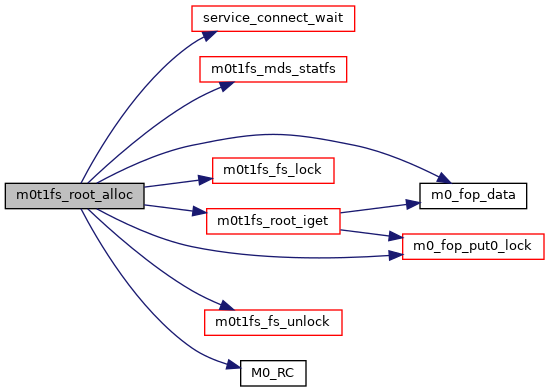 service_connect_wait
m0t1fs_mds_statfs
m0t1fs_fs_lock
m0t1fs_root_alloc
m0_fop_data
m0t1fs_root_iget
m0_fop_put0_lock
m0t1fs_fs_unlock
M0_RC